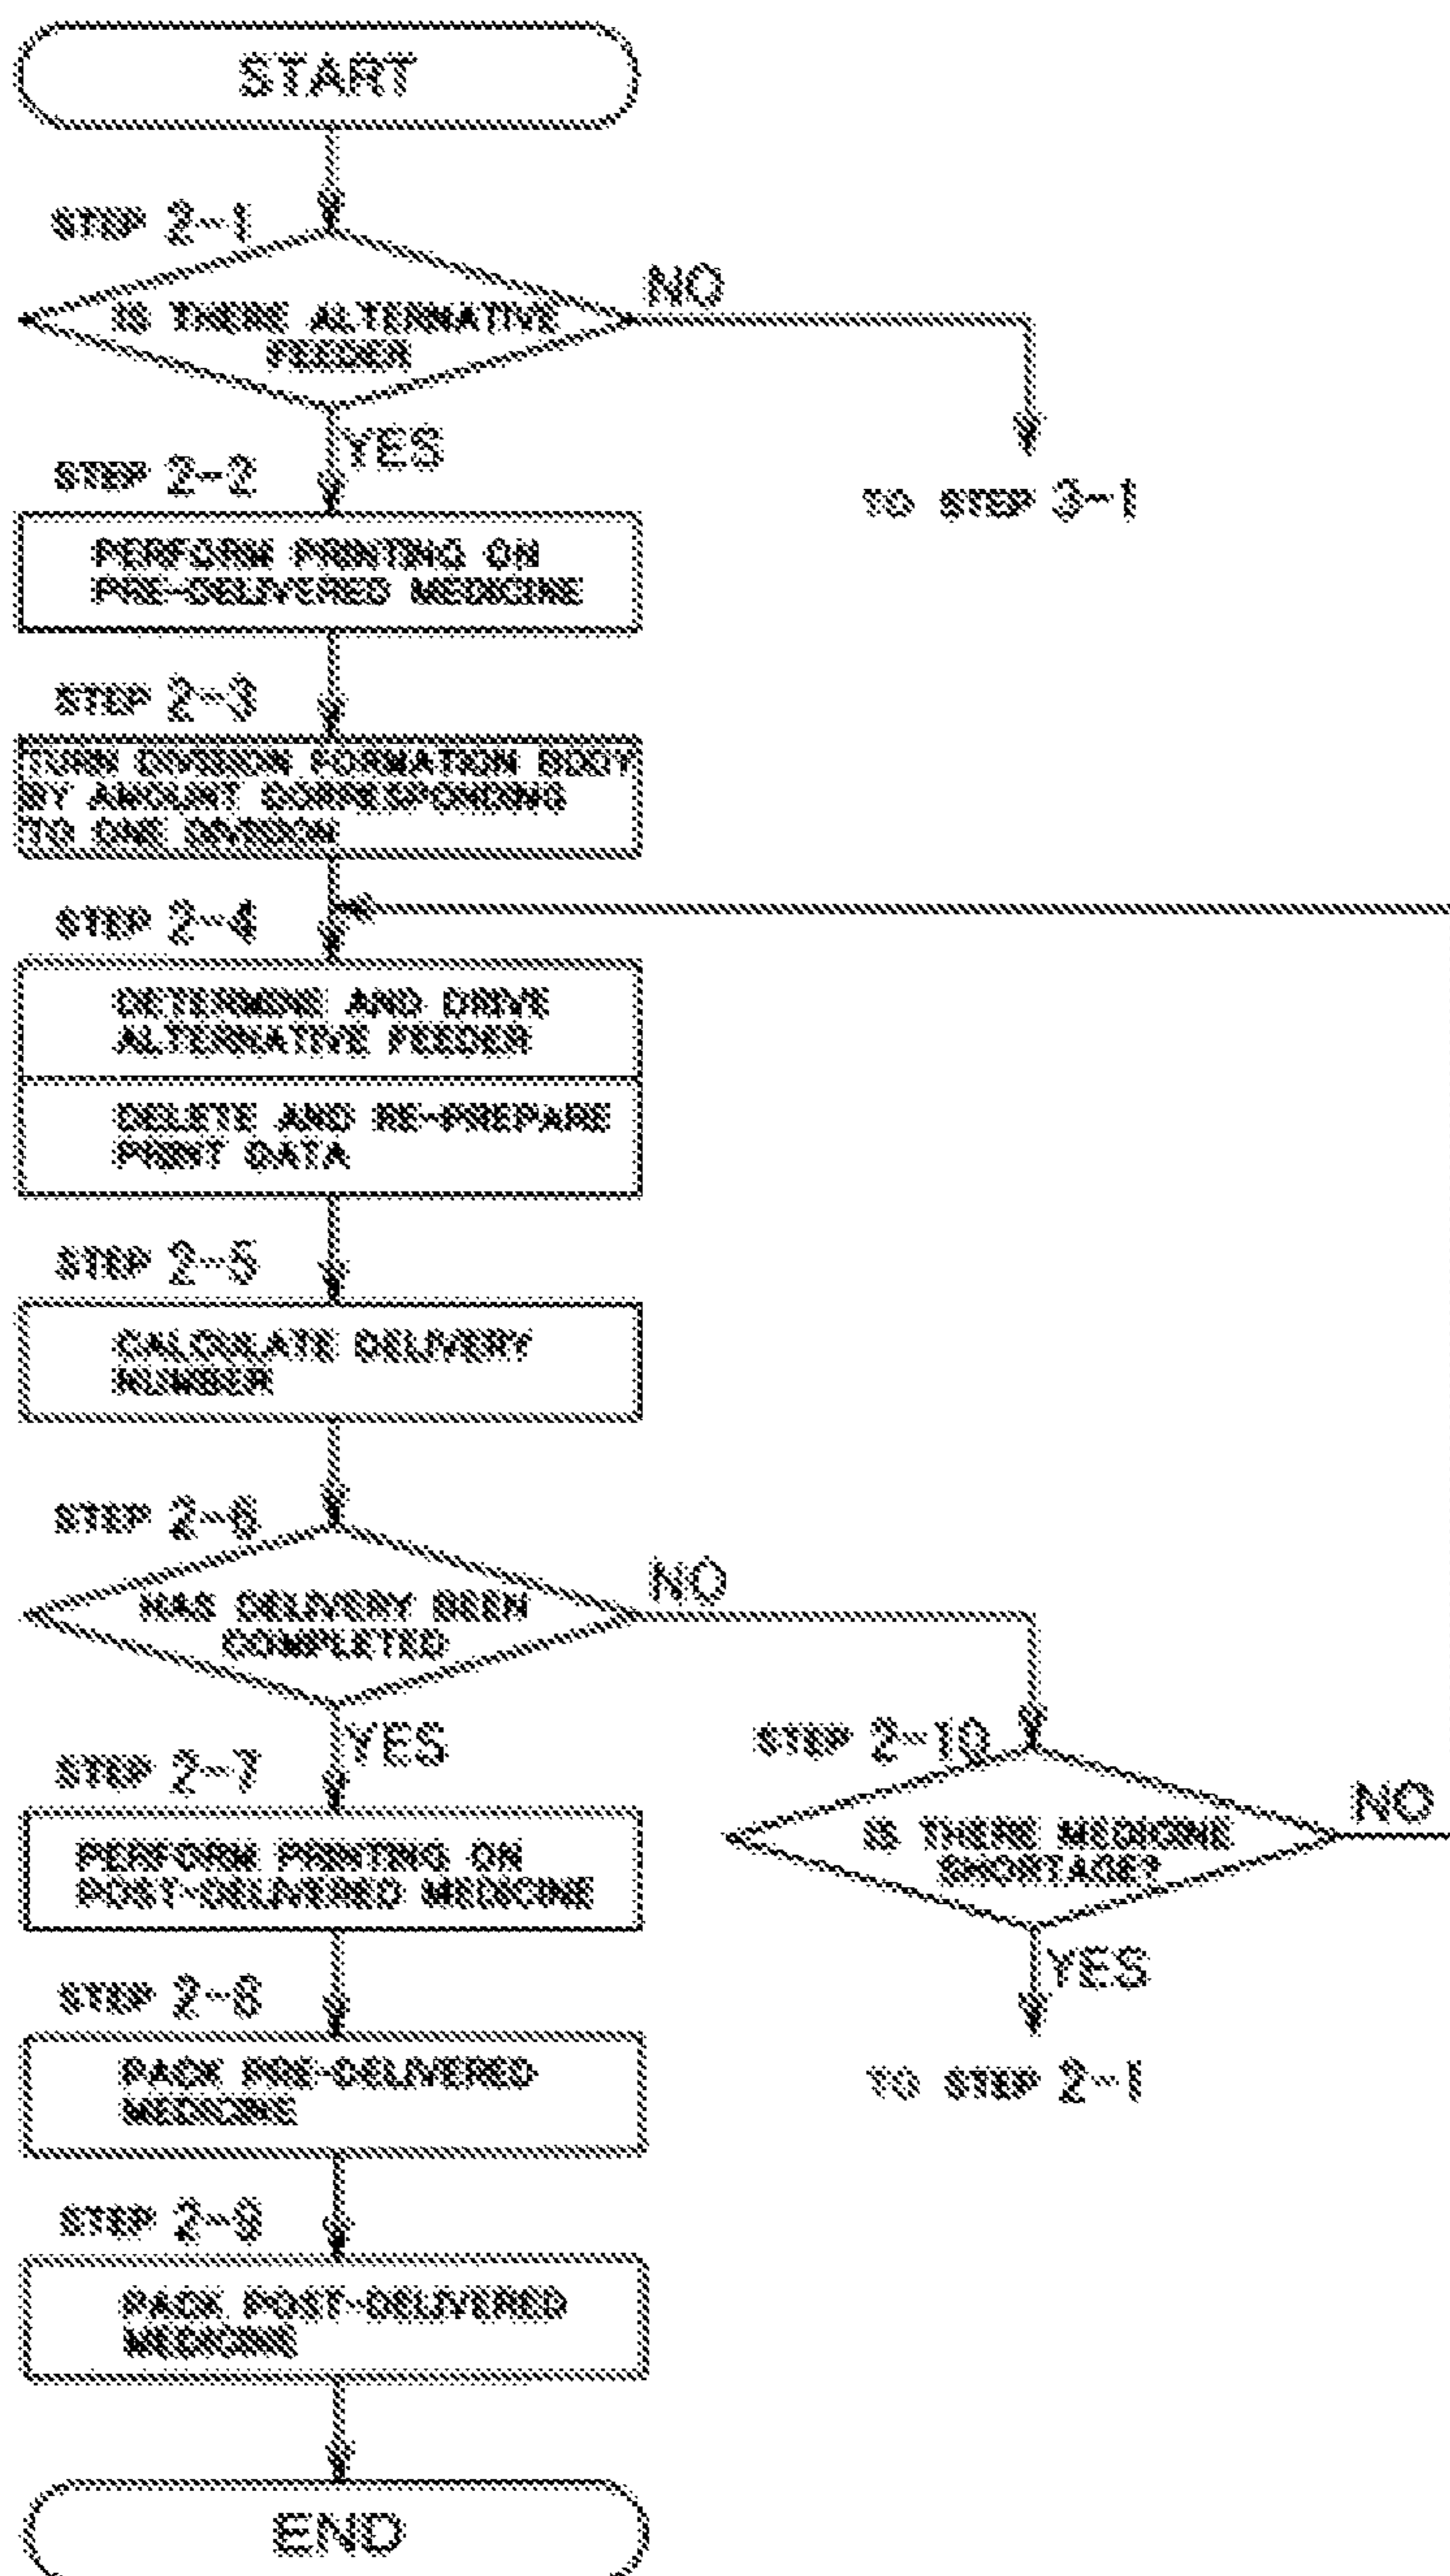 START
STEP 2-1
IS THERE ALTERNATIVE
FEEDER
NO
YES
TO STEP 3-1
STEP 2-2
PERFORM PRINTING ON
PRE-DELIVERED MEDICINE
STEP 2-3
TURN DIVISION FORMATION BODY
BY AMOUNT CORRESPONDING
TO ONE DIVISION
STEP 2-4
DETERMINE AND DRIVE
ALTERNATIVE FEEDER
DELETE AND RE-PREPARE
PRINT DATA
STEP 2-5
CALCULATE DELIVERY
NUMBER
STEP 2-6
HAS DELIVERY BEEN
COMPLETED
NO
YES
STEP 2-10
IS THERE MEDICINE
SHORTAGE?
NO
YES
TO STEP 2-1
STEP 2-7
PERFORM PRINTING ON
POST-DELIVERED MEDICINE
STEP 2-8
PACK PRE-DELIVERED
MEDICINE
STEP 2-9
PACK POST-DELIVERED
MEDICINE
END